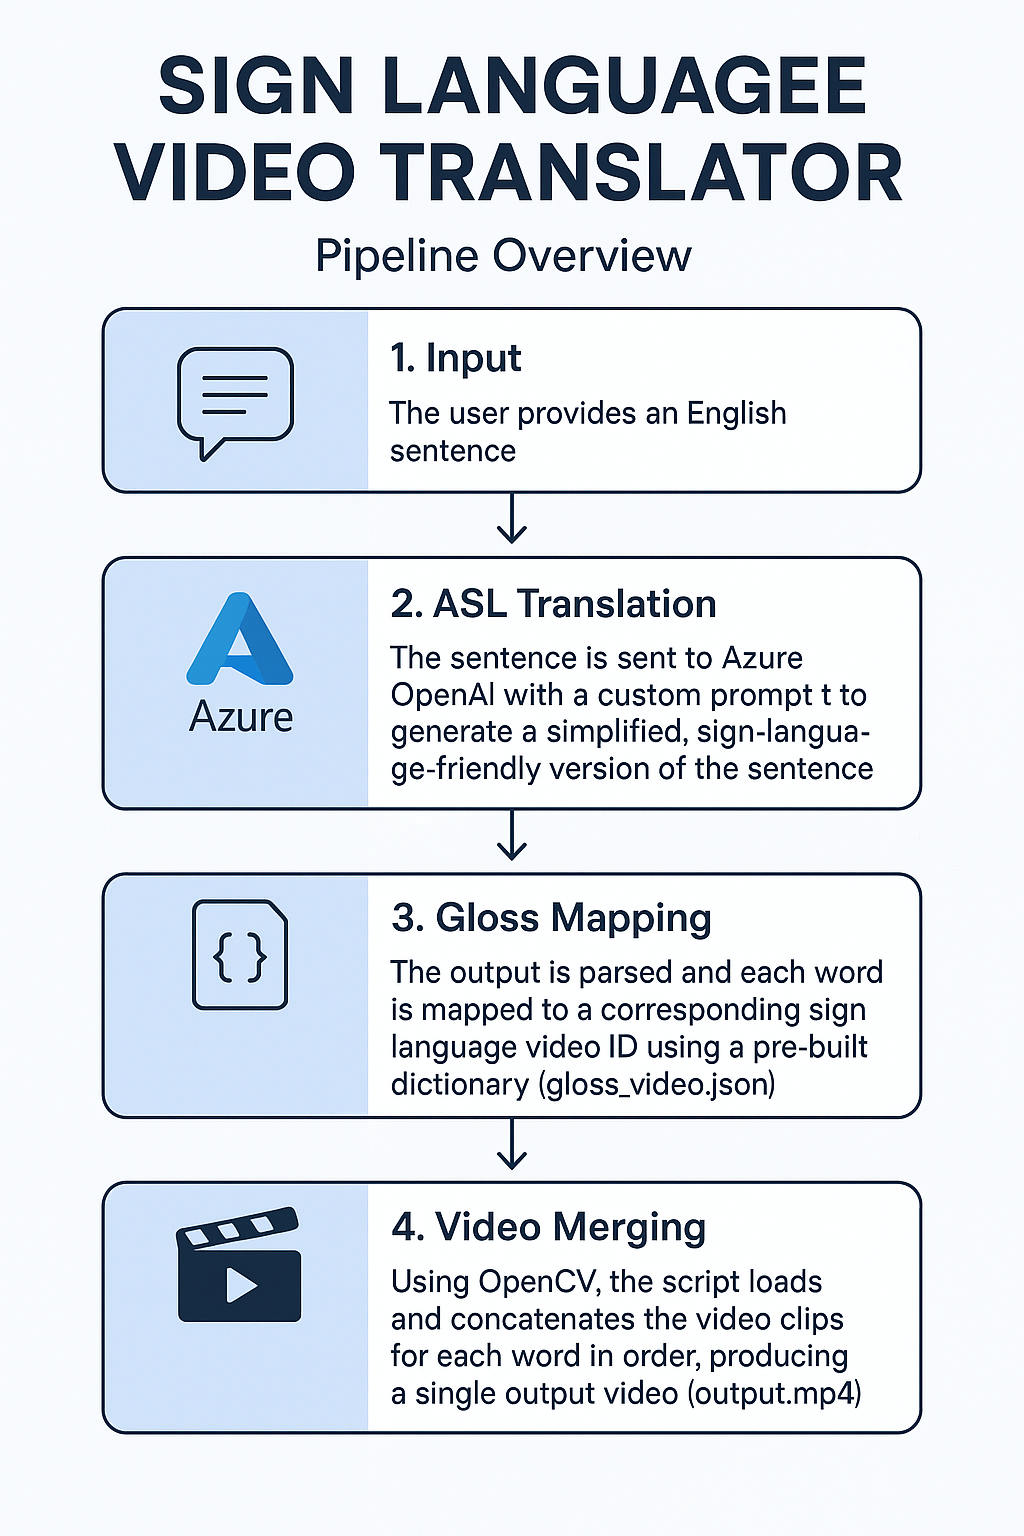 SIGN LANGUAGEE
VIDEO TRANSLATOR
Pipeline Overview
1. Input
The user provides an English
sentence
Azure
2. ASL Translation
The sentence is sent to Azure
OpenAI with a custom prompt t to
generate a simplified, sign-langua-
ge-friendly version of the sentence
{ }
3. Gloss Mapping
The output is parsed and each word
is mapped to a corresponding sign
language video ID using a pre-built
dictionary (gloss_video.json)
4. Video Merging
Using OpenCV, the script loads
and concatenates the video clips
for each word in order, producing
a single output video (output.mp4)